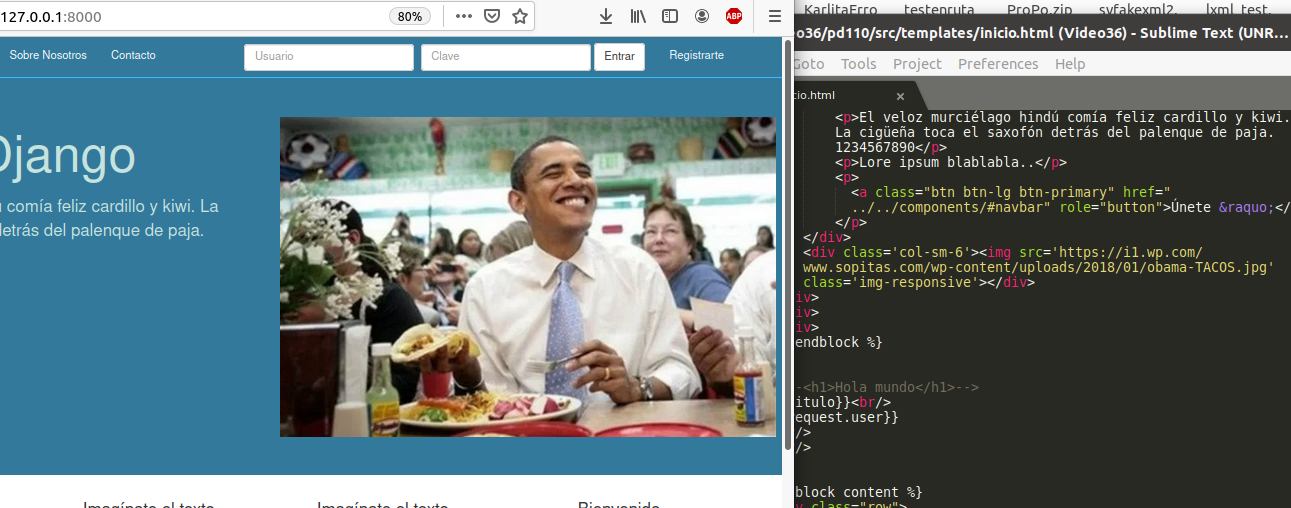 127.0.0.1:8000
80%
ABP
Sobre Nosotros
Contacto
Usuario
Clave
Entrar
Registrarte
Django
comía feliz cardillo y kiwi. La
detrás del palenque de paja.
Imagínate el texto
Imagínate el texto
Bienvenido
KarlitaErro
testenruta
ProPo.zip
syfakexml2.
lxml_test.
o36/pd110/src/templates/inicio.html (Video36) - Sublime Text (UNR...
Goto Tools Project Preferences Help
cio.html
<p>El veloz murciélago hindú comía feliz cardillo y kiwi.
La cigüeña toca el saxofón detrás del palenque de paja.
1234567890</p>
<p>Lore ipsum blablabla..</p>
<p>
<a class="btn btn-lg btn-primary" href="
../../components/#navbar" role="button">Únete &raquo;</
</p>
</div>
<div class='col-sm-6'><img src='https://i1.wp.com/
www.sopitas.com/wp-content/uploads/2018/01/obama-TACOS.jpg'
class='img-responsive'></div>
iv>
iv>
iv>
endblock %}
-<h1>Hola mundo</h1>-->
itulo}}<br/>
equest.user}}
/>
/>
block content %}
v class="row">